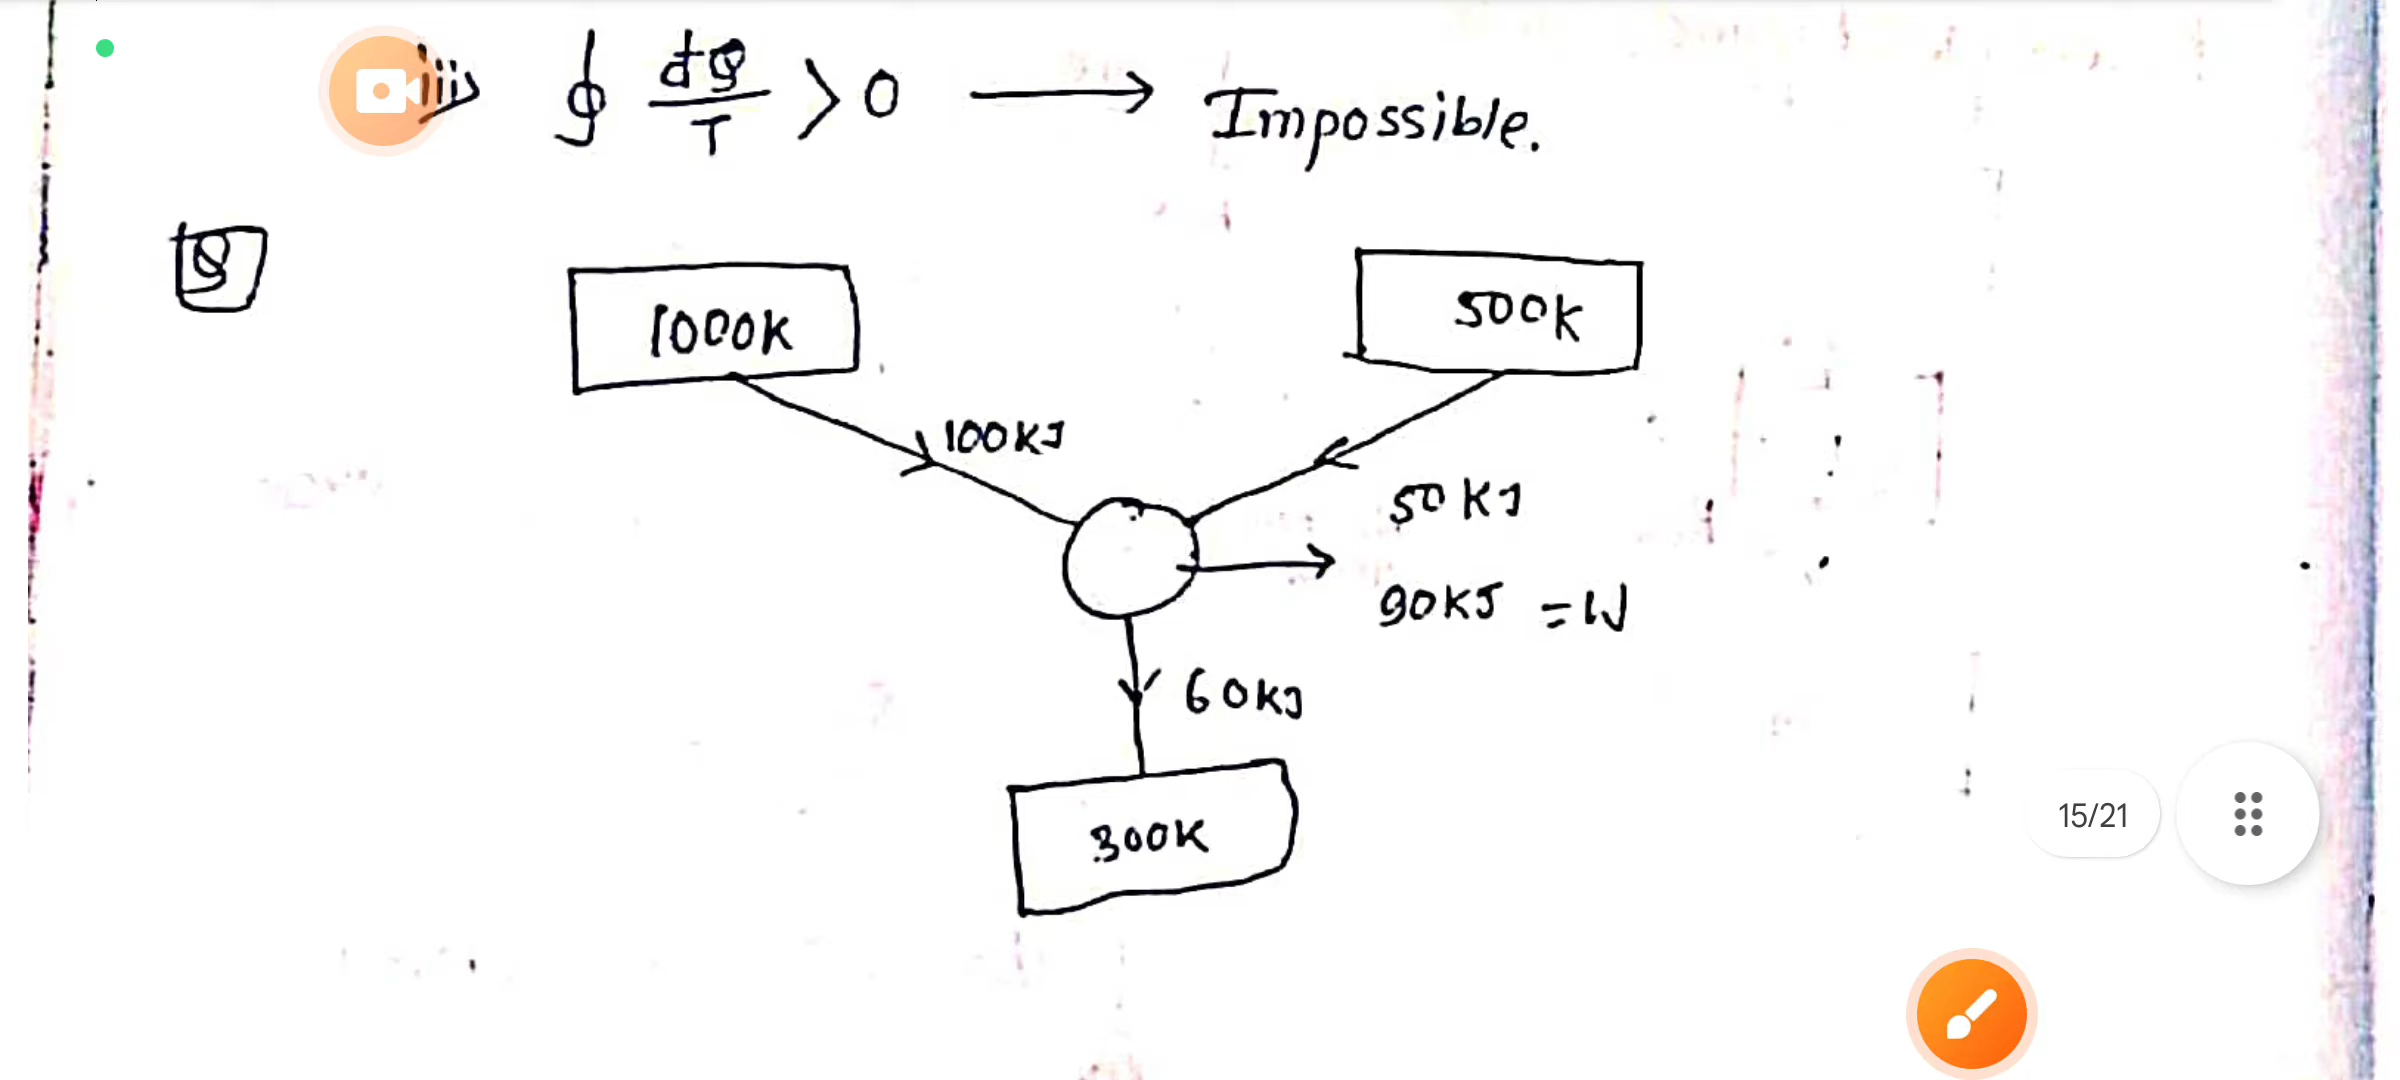 iii) ∮ dQ/T > 0 → Impossible.
Q
1000K
500K
100KJ
50KJ
90KJ = W
60KJ
300K
15/21